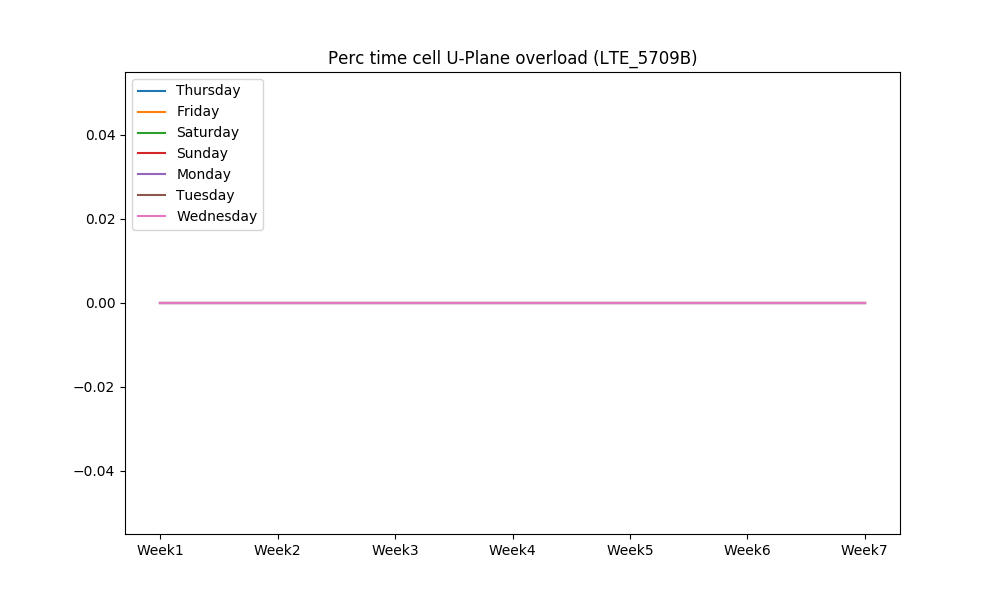 Perc time cell U-Plane overload (LTE_5709B)
Thursday
Friday
Saturday
Sunday
Monday
Tuesday
Wednesday
0.04
0.02
0.00
−0.02
−0.04
Week1 Week2 Week3 Week4 Week5 Week6 Week7